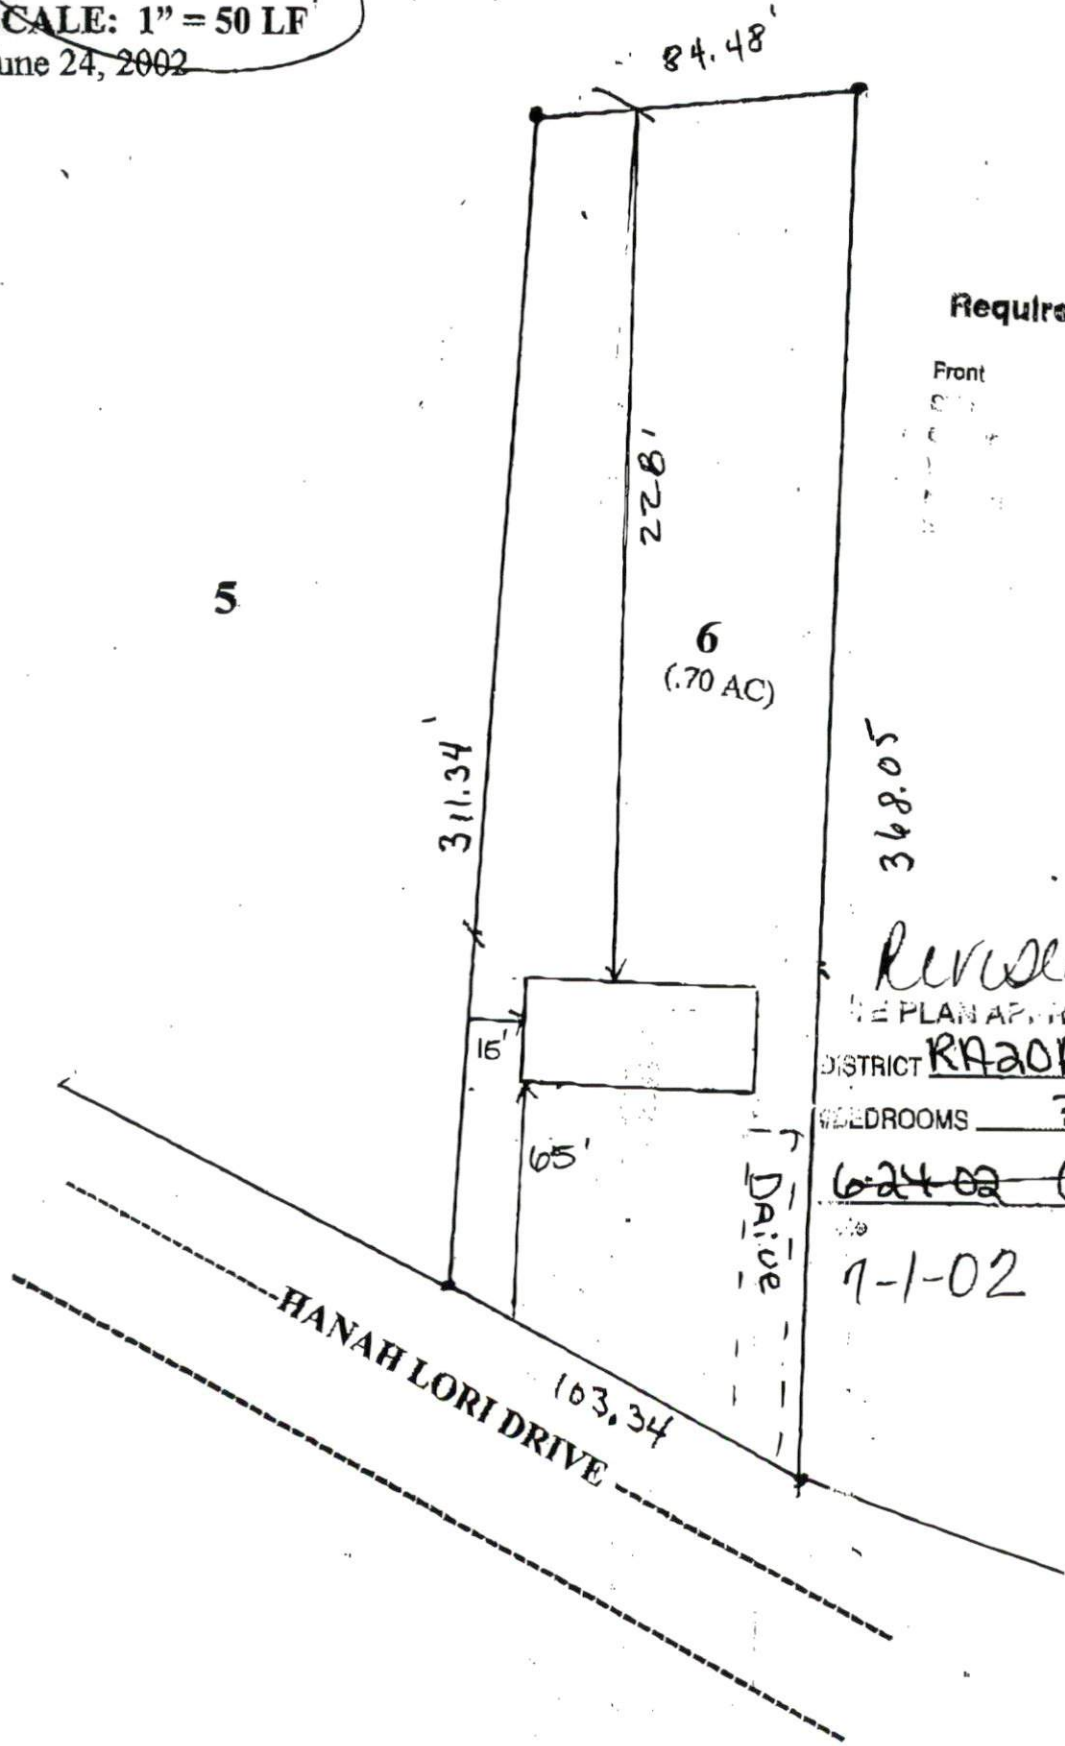 CALE: 1” = 50 LF
une 24, 2002
84.48'
Require
Front
228'
5
6
(.70 AC)
311.34'
368.05
Revise
E PLAN AP
DISTRICT RA20
15'
BEDROOMS
65'
6-24-02
Drive
7-1-02
HANAH LORI DRIVE
103.34